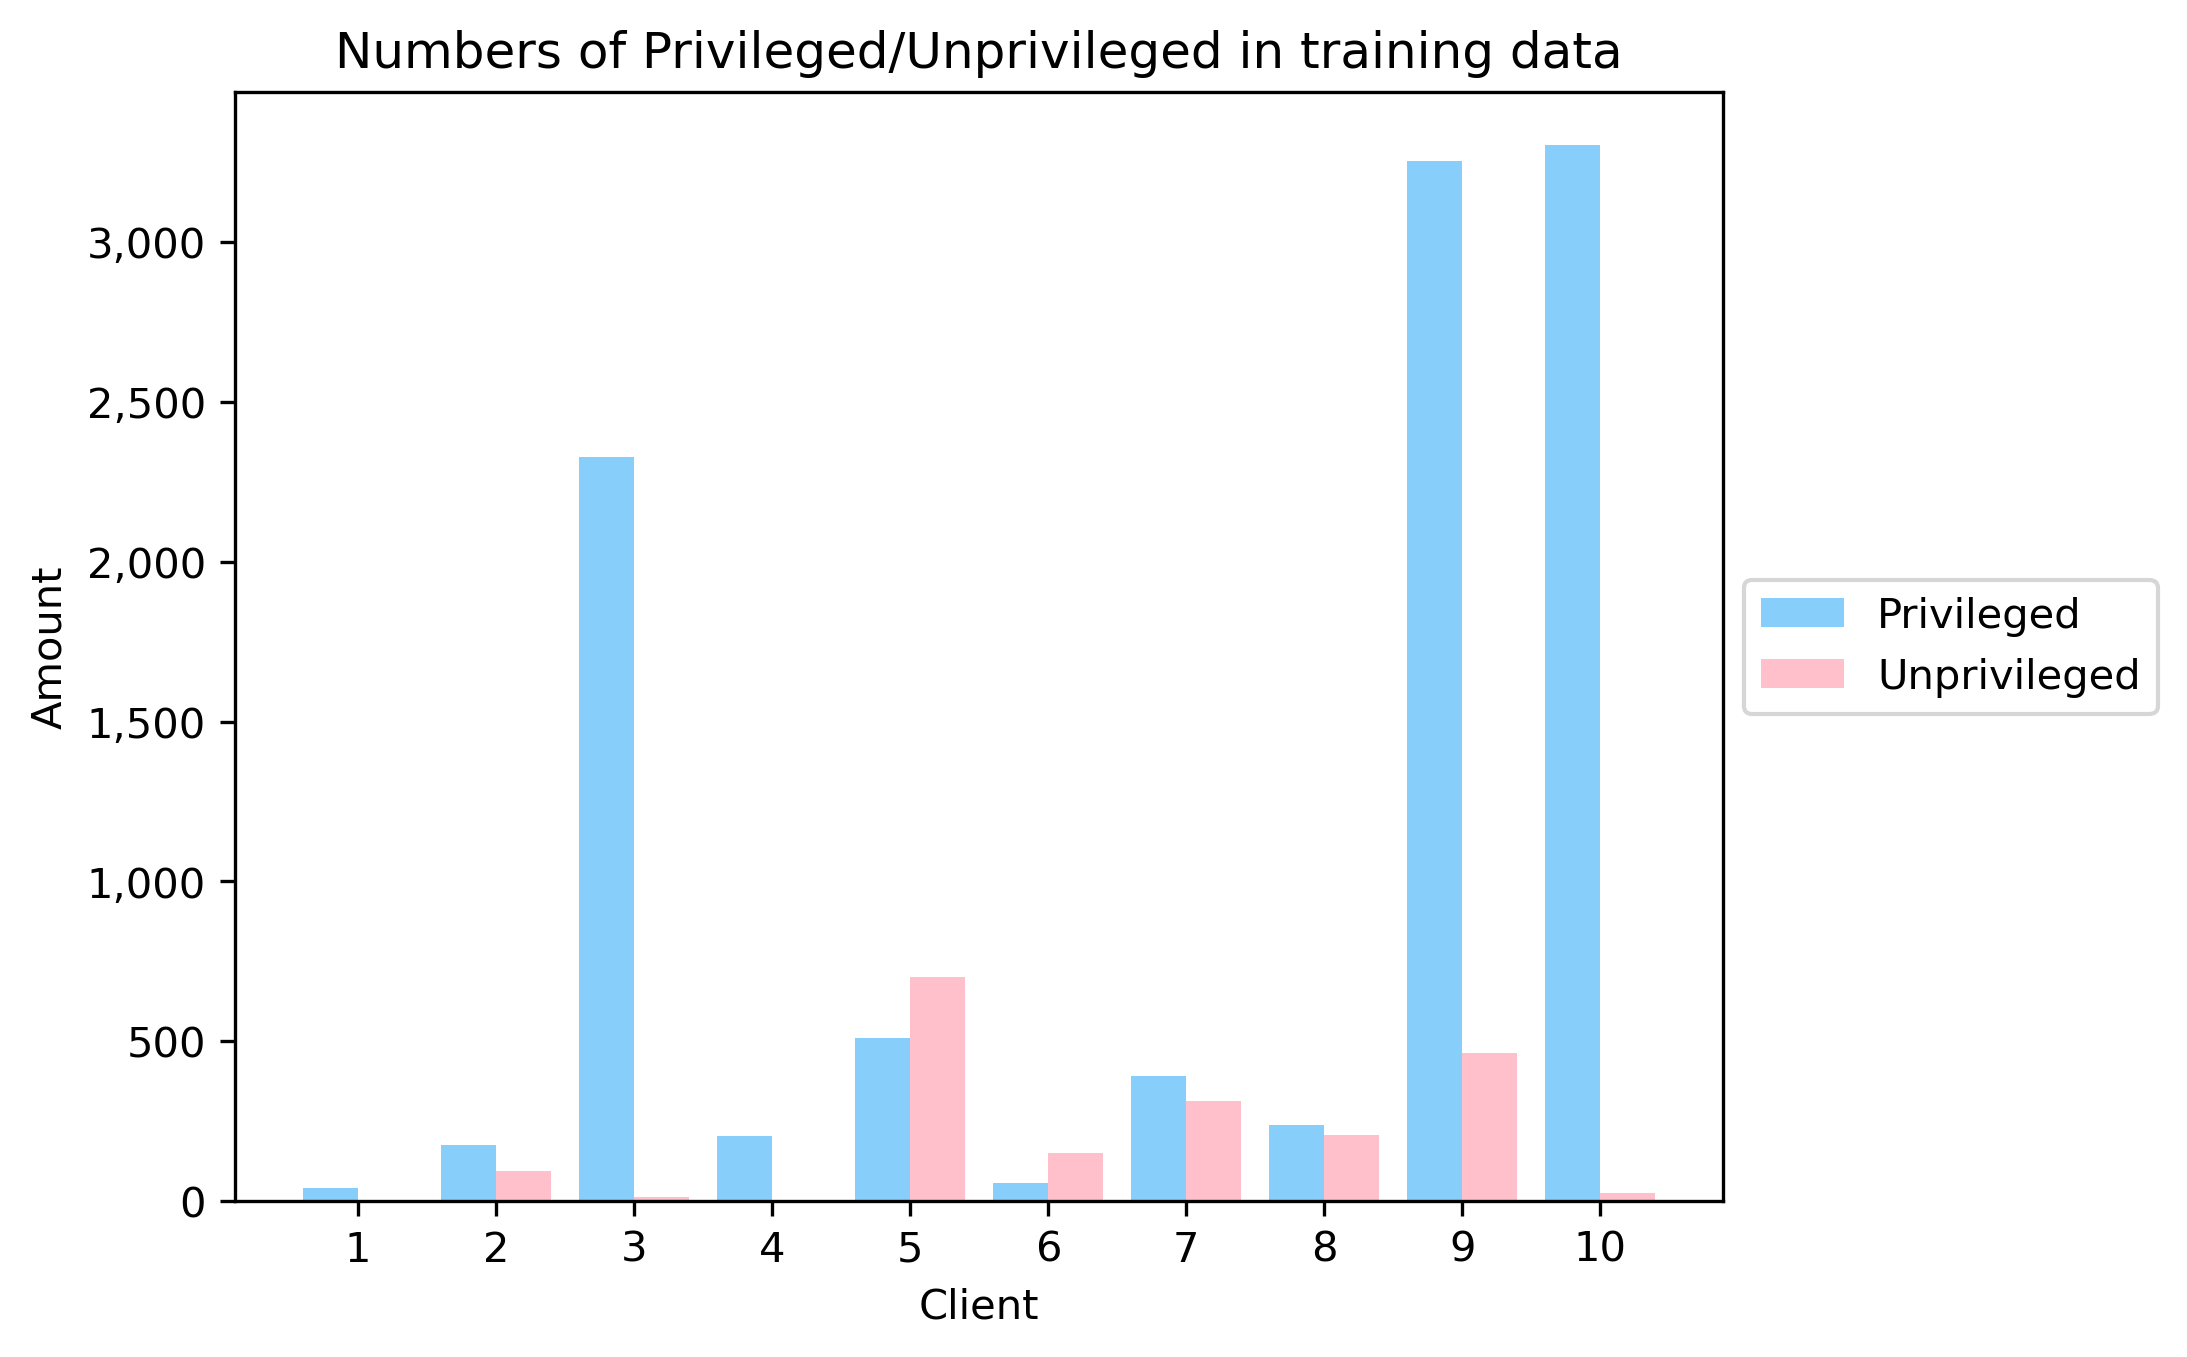 Numbers of Privileged/Unprivileged in training data
3,000
2,500
2,000
1,500
1,000
500
0
Amount
1 2 3 4 5 6 7 8 9 10
Client
Privileged
Unprivileged